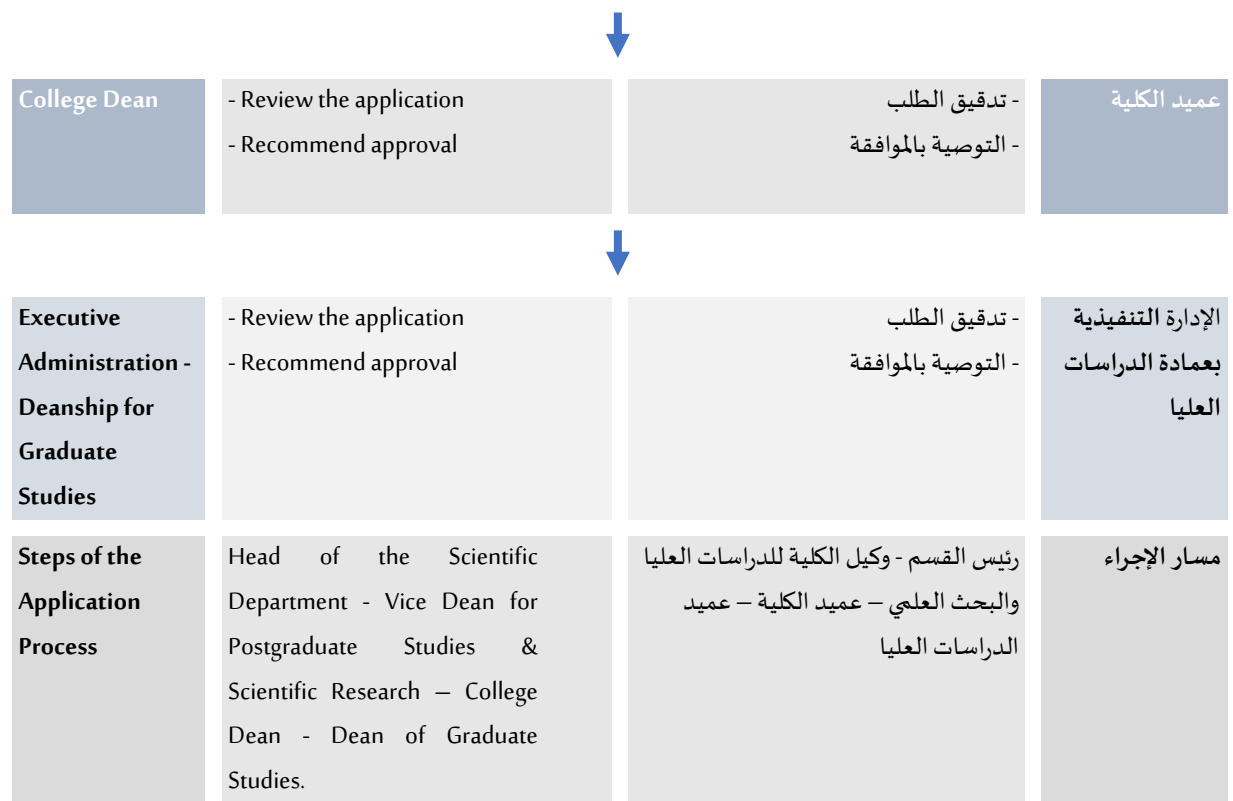 College Dean
- Review the application
- Recommend approval
- تدقيق الطلب
- التوصية بالموافقة
عميد الكلية
Executive
Administration -
Deanship for
Graduate
Studies
- Review the application
- Recommend approval
- تدقيق الطلب
- التوصية بالموافقة
الإدارة التنفيذية
بعمادة الدراسات
العليا
Steps of the
Application
Process
Head of the Scientific
Department - Vice Dean for
Postgraduate Studies &
Scientific Research – College
Dean - Dean of Graduate
Studies.
رئيس القسم - وكيل الكلية للدراسات العليا
والبحث العلمي – عميد الكلية – عميد
الدراسات العليا
مسار الإجراء